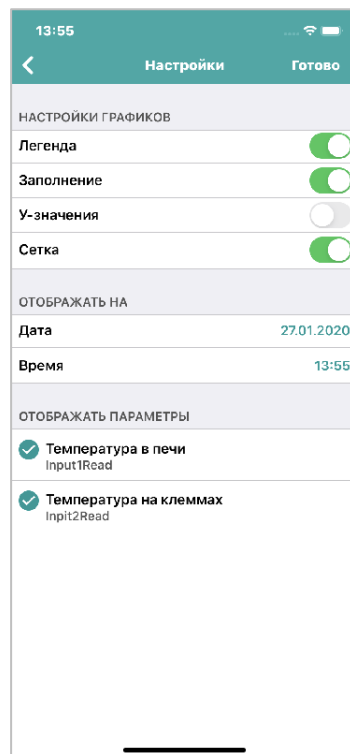 13:55
Настройки
Готово
НАСТРОЙКИ ГРАФИКОВ
Легенда
Заполнение
У-значения
Сетка
ОТОБРАЖАТЬ НА
Дата 27.01.2020
Время 13:55
ОТОБРАЖАТЬ ПАРАМЕТРЫ
Температура в печи
Input1Read
Температура на клеммах
Inpit2Read